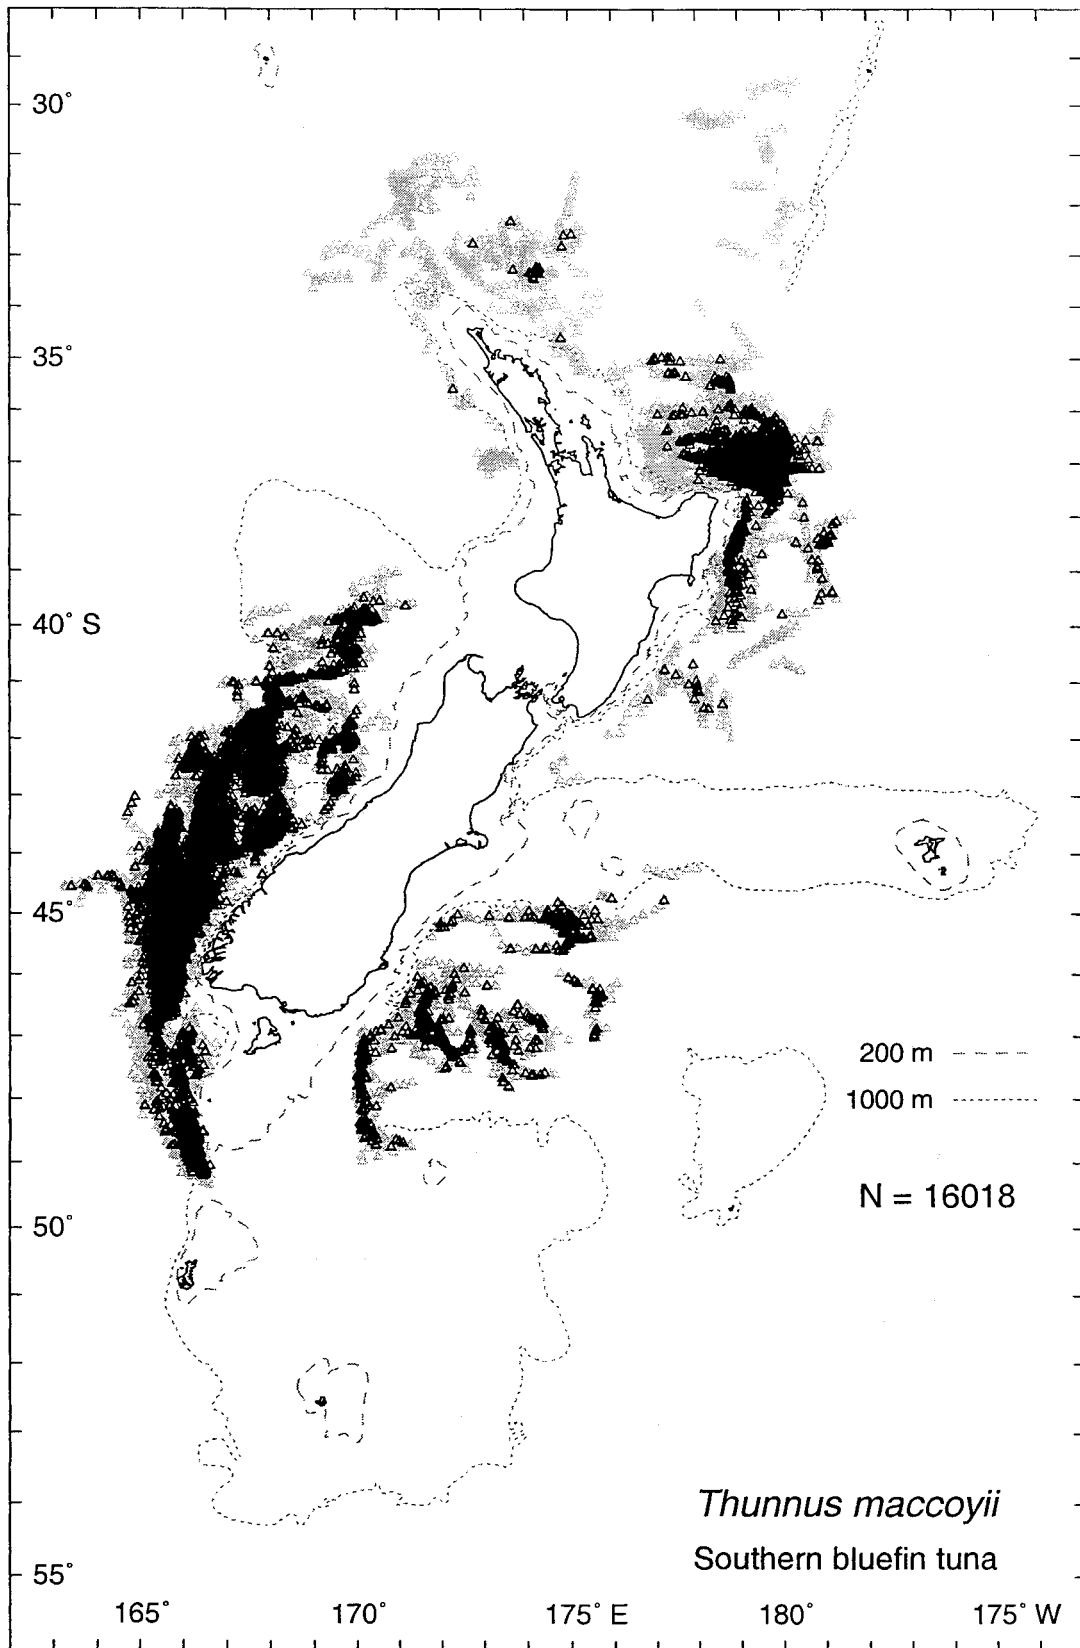 30°
35°
40° S
45°
200 m
1000 m
N = 16018
50°
Thunnus maccoyii
Southern bluefin tuna
55°
165° 170° 175° E 180° 175° W